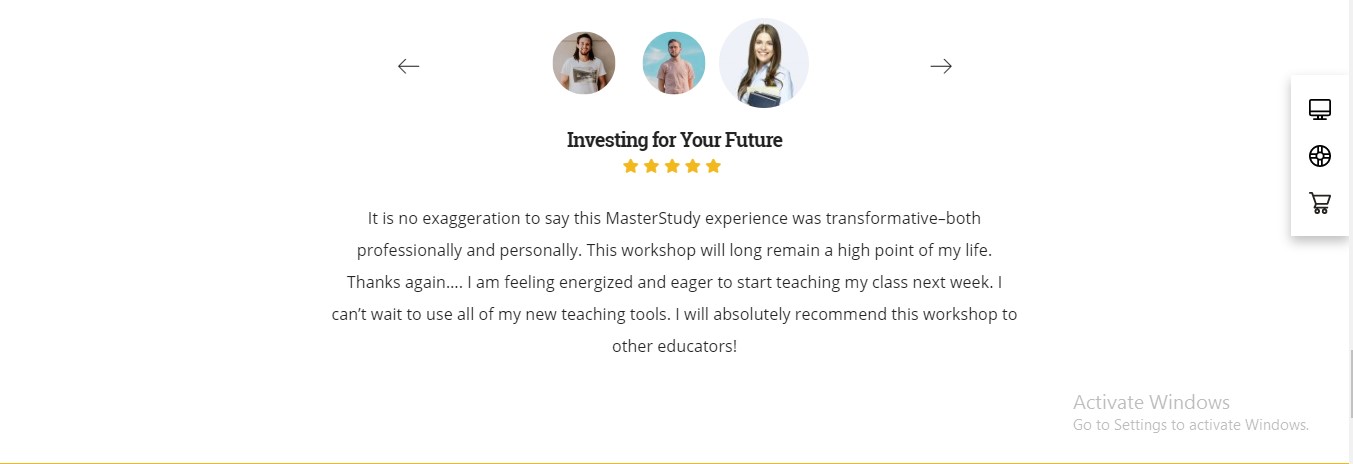 Investing for Your Future
It is no exaggeration to say this MasterStudy experience was transformative–both
professionally and personally. This workshop will long remain a high point of my life.
Thanks again…. I am feeling energized and eager to start teaching my class next week. I
can’t wait to use all of my new teaching tools. I will absolutely recommend this workshop to
other educators!
Activate Windows
Go to Settings to activate Windows.